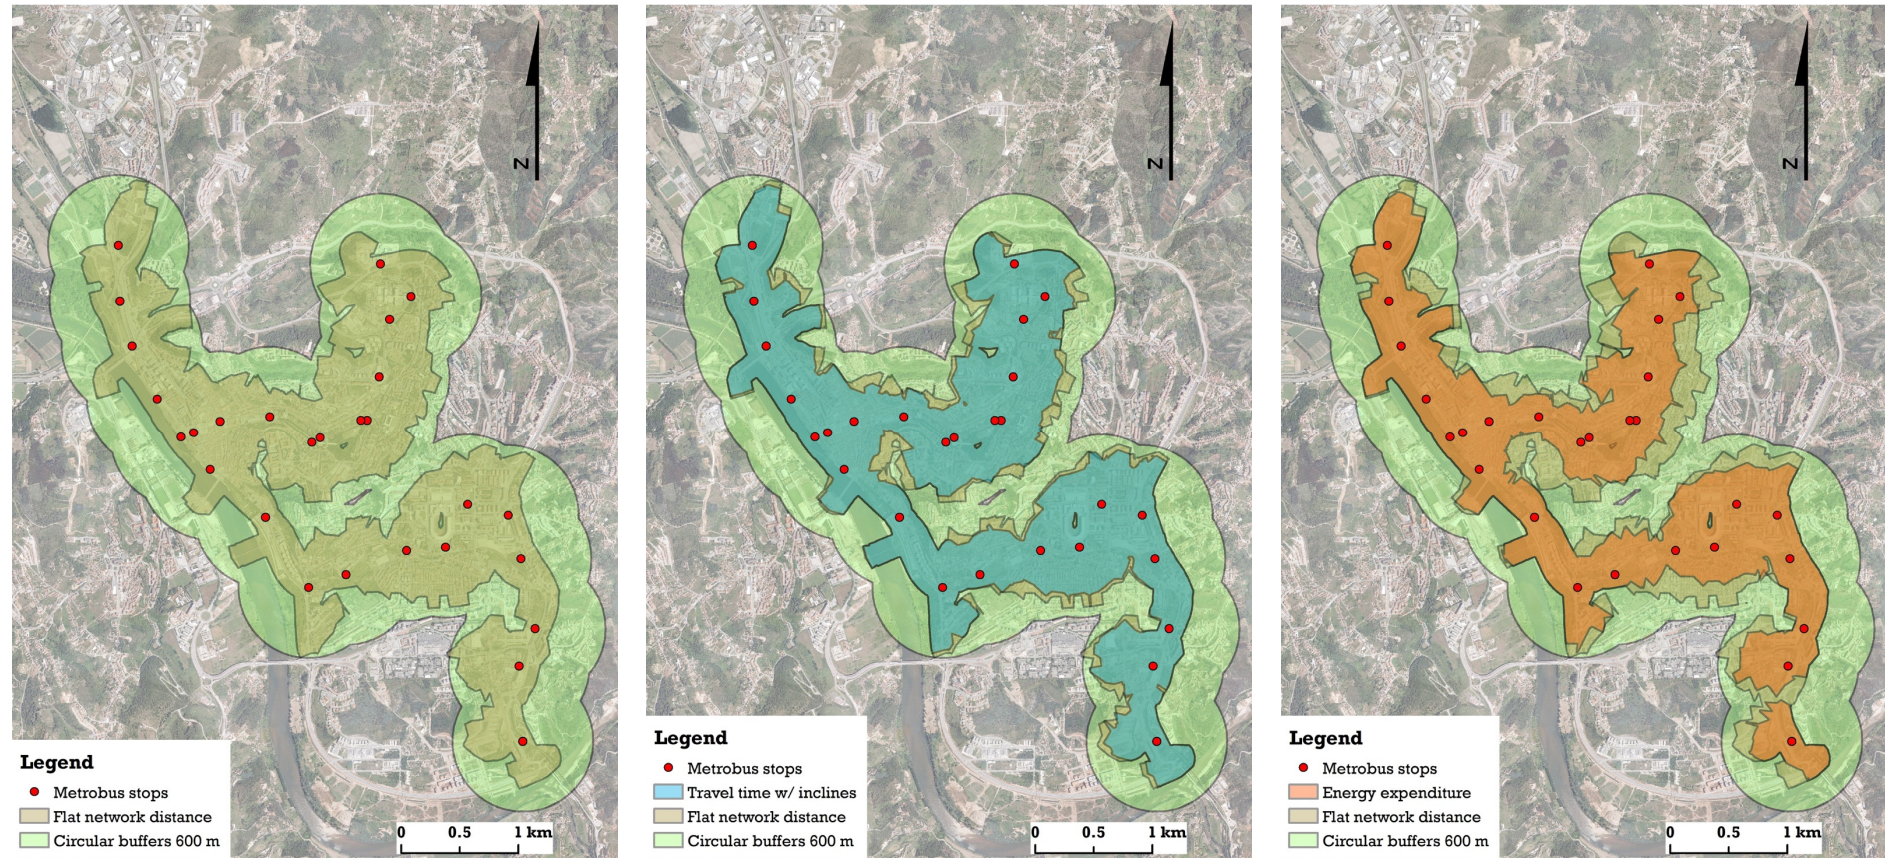 Z
Legend
Metrobus stops
Flat network distance
Circular buffers 600 m
0 0.5 1 km
Z
Legend
Metrobus stops
Travel time w/ inclines
Flat network distance
Circular buffers 600 m
0 0.5 1 km
Z
Legend
Metrobus stops
Energy expenditure
Flat network distance
Circular buffers 600 m
0 0.5 1 km